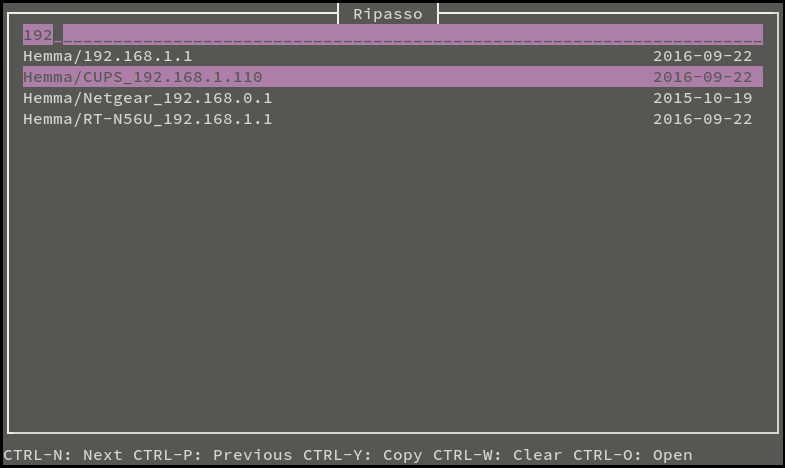 Ripasso
192
Hemma/192.168.1.1 2016-09-22
Hemma/CUPS_192.168.1.110 2016-09-22
Hemma/Netgear_192.168.0.1 2015-10-19
Hemma/RT-N56U_192.168.1.1 2016-09-22
CTRL-N: Next CTRL-P: Previous CTRL-Y: Copy CTRL-W: Clear CTRL-O: Open